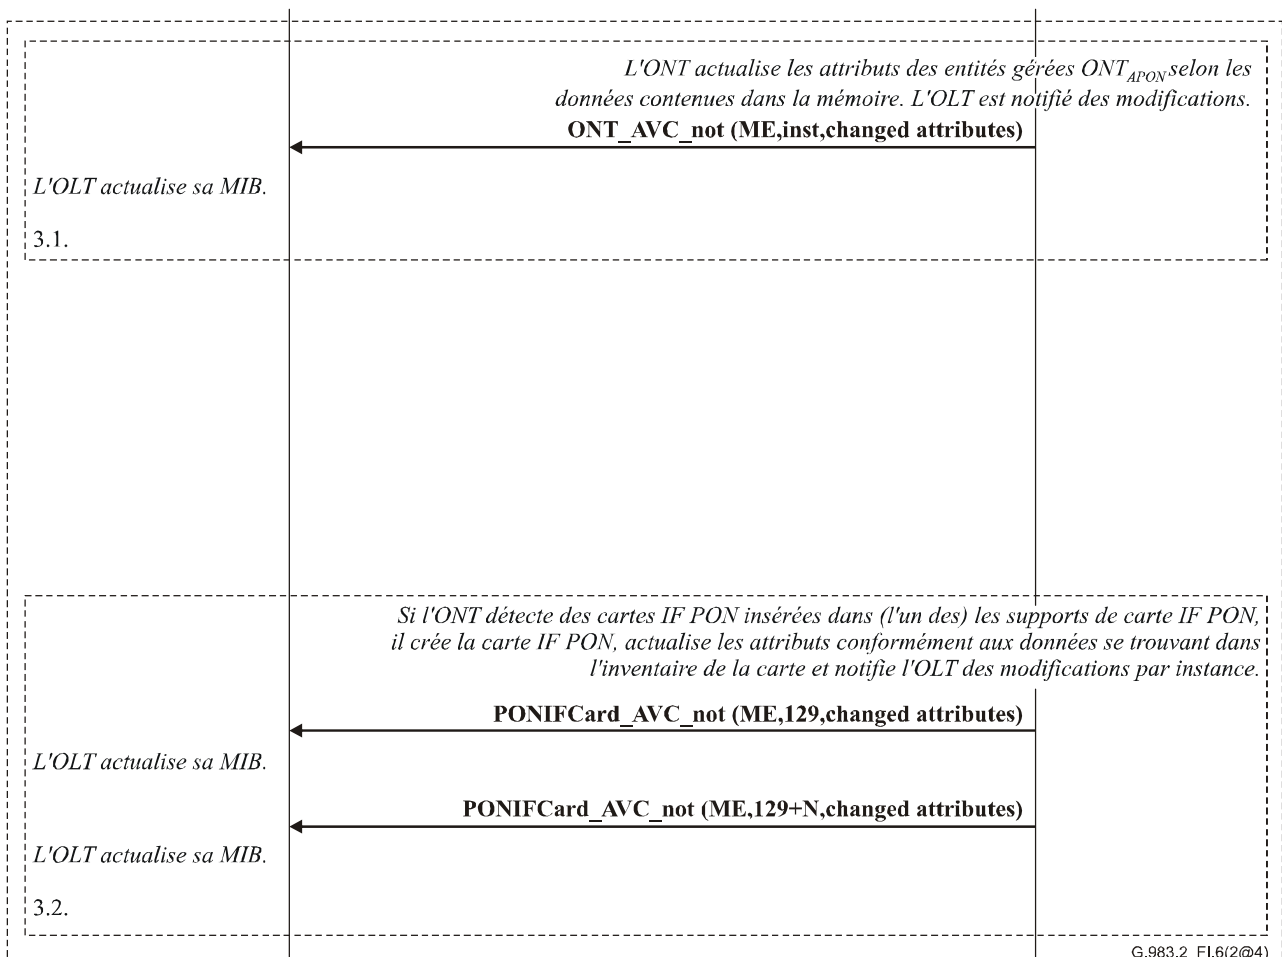 L'ONT actualise les attributs des entités gérées ONT_APON selon les
données contenues dans la mémoire. L'OLT est notifié des modifications.
ONT_AVC_not (ME,inst,changed attributes)
L'OLT actualise sa MIB.
3.1.
Si l'ONT détecte des cartes IF PON insérées dans (l'un des) les supports de carte IF PON,
il crée la carte IF PON, actualise les attributs conformément aux données se trouvant dans
l'inventaire de la carte et notifie l'OLT des modifications par instance.
PONIFCard_AVC_not (ME,129,changed attributes)
L'OLT actualise sa MIB.
PONIFCard_AVC_not (ME,129+N,changed attributes)
L'OLT actualise sa MIB.
3.2.
G.983.2_FI.6(2@4)